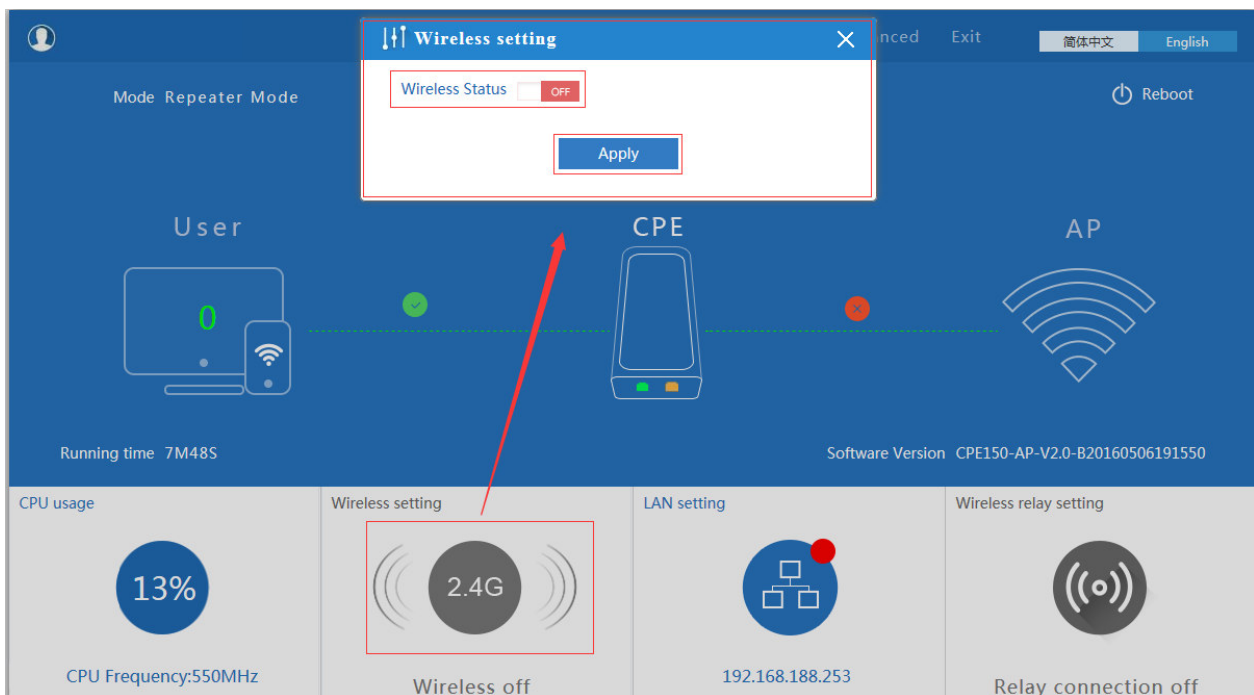 Wireless setting
nced
Exit
简体中文
English
Mode Repeater Mode
Wireless Status OFF
Reboot
Apply
User
CPE
AP
0
Running time 7M48S
Software Version CPE150-AP-V2.0-B20160506191550
CPU usage
Wireless setting
LAN setting
Wireless relay setting
13%
2.4G
CPU Frequency:550MHz
Wireless off
192.168.188.253
Relay connection off